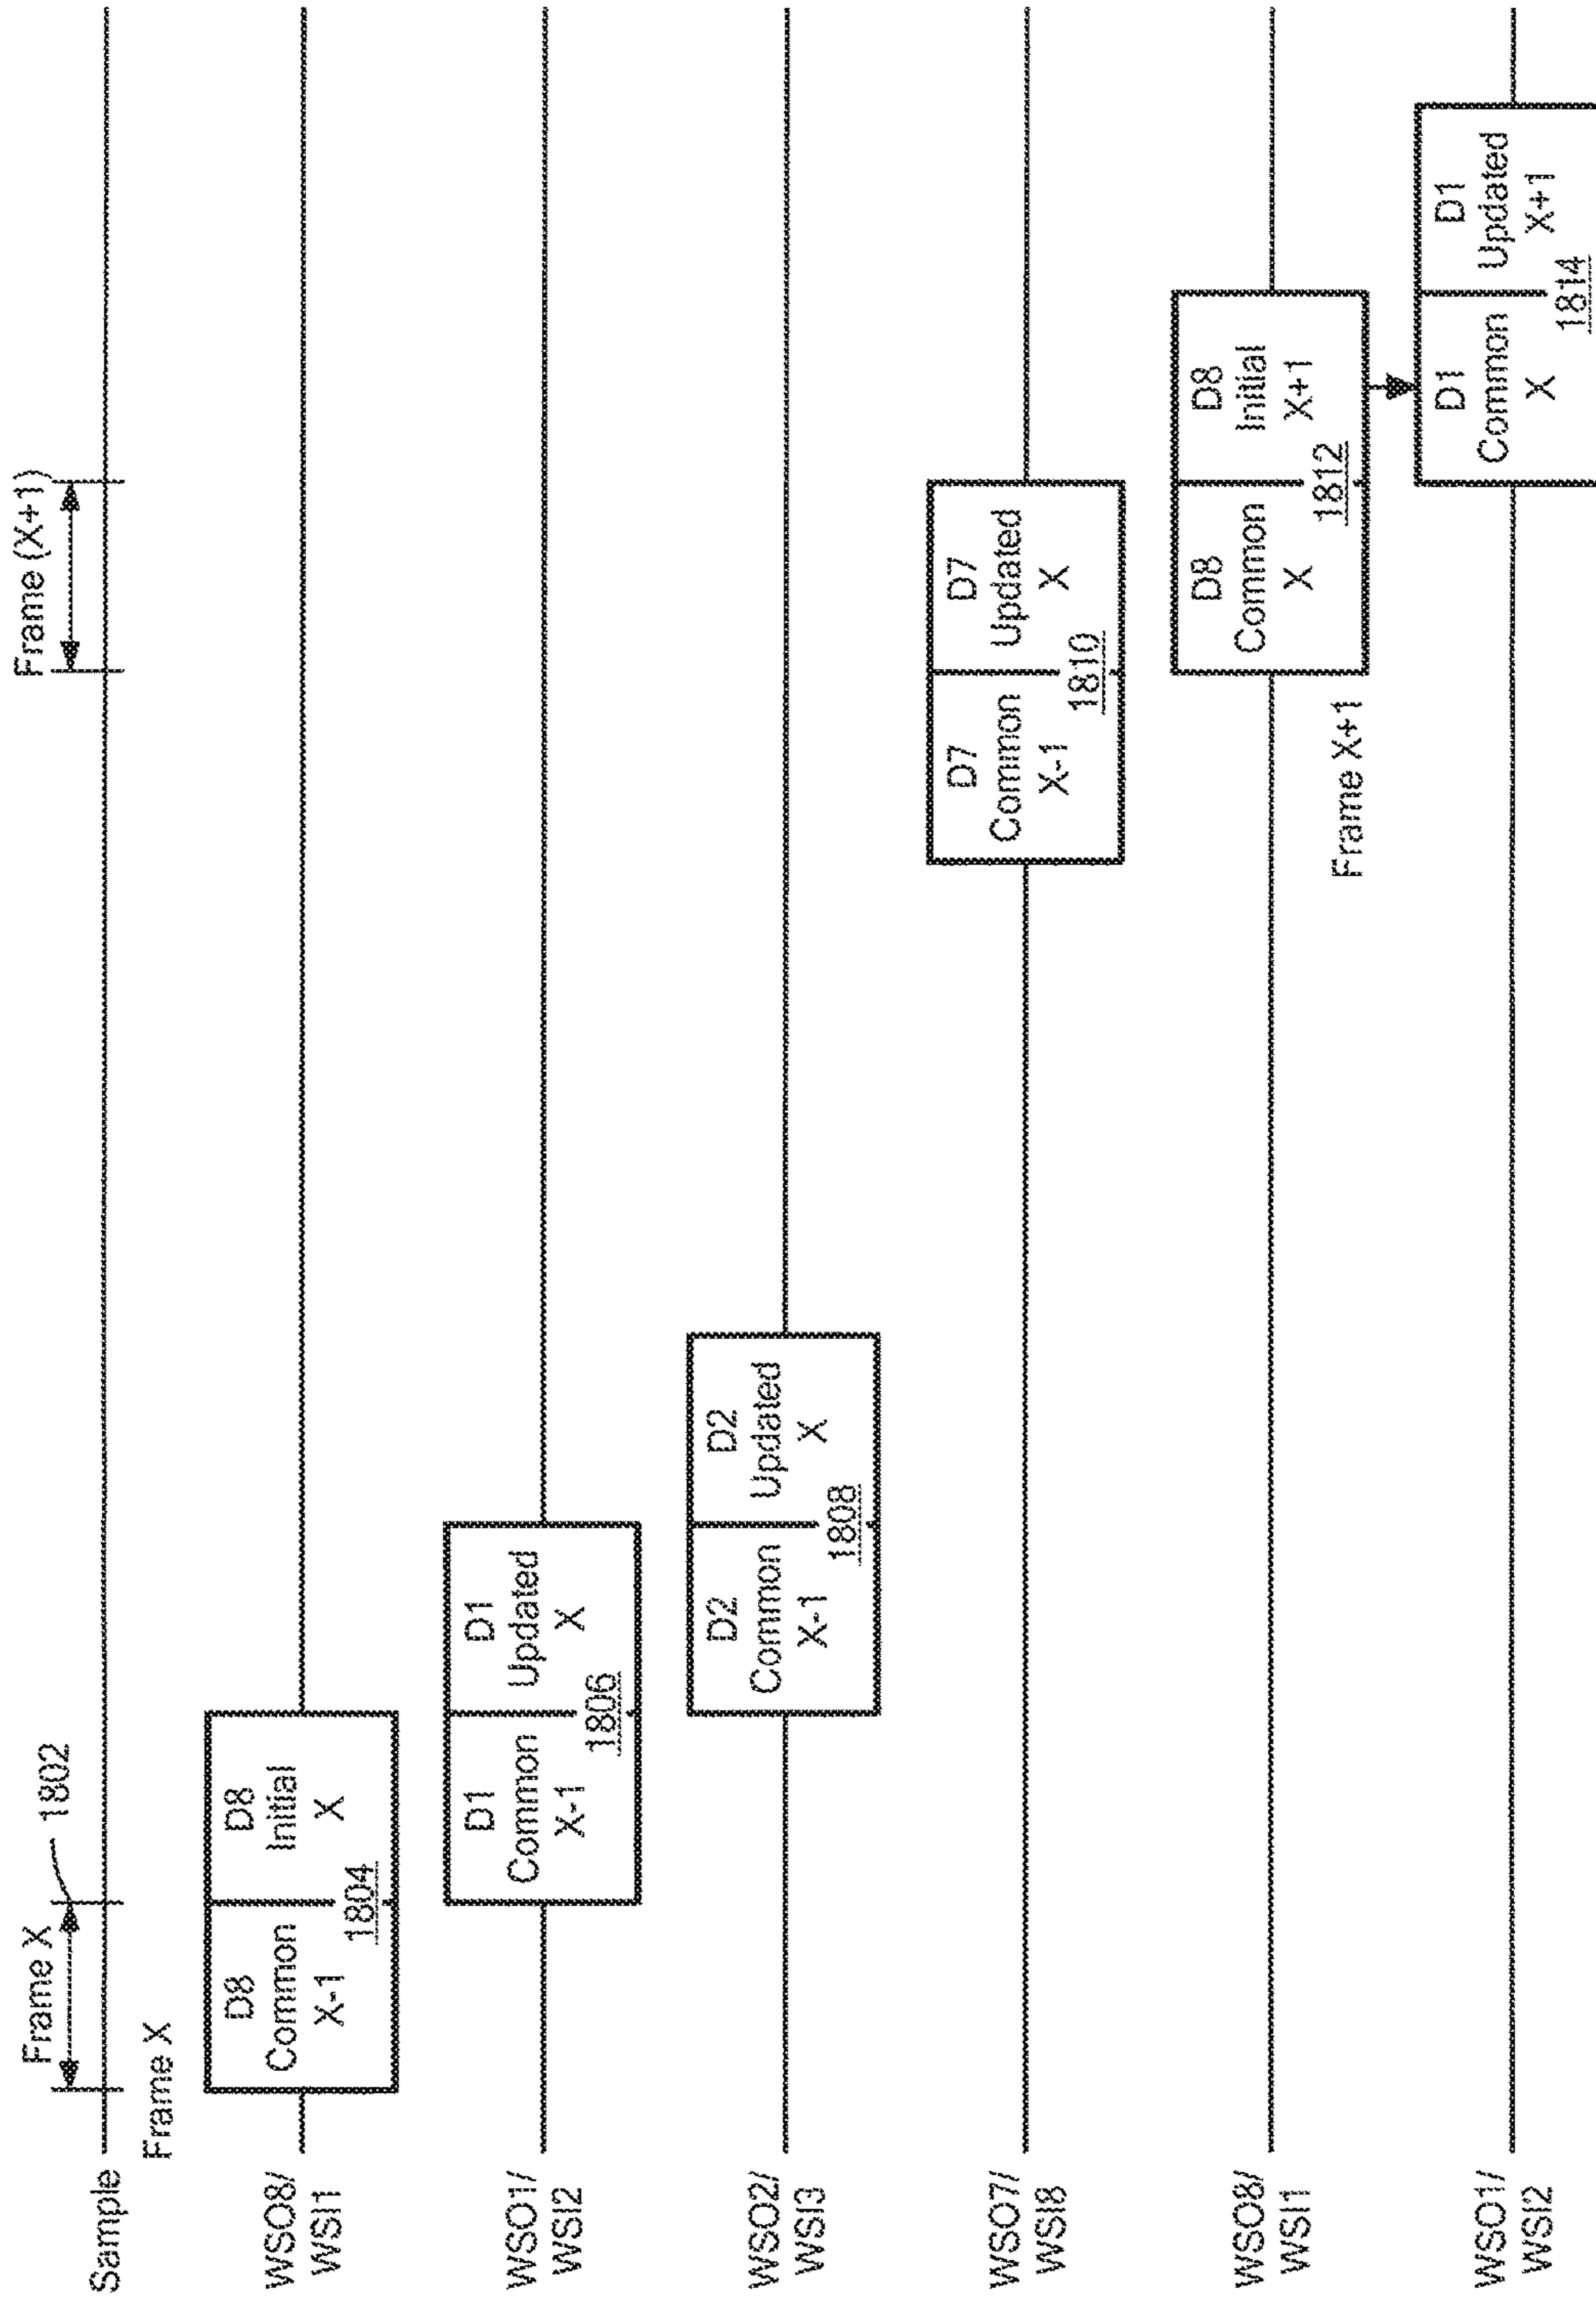 Frame X
1802
Frame (X+1)
Sample
Frame X
WSO8/
WSI1
D8
Common
X-1
D8
Initial
X
1804
WSO1/
WSI2
D1
Common
X-1
D1
Updated
X
1806
WSO2/
WSI3
D2
Common
X-1
D2
Updated
X
1808
WSO7/
WSI8
D7
Common
X-1
D7
Updated
X
1810
WSO8/
WSI1
D8
Common
X
D8
Initial
X+1
1812
Frame X+1
WSO1/
WSI2
D1
Common
X
D1
Updated
X+1
1814